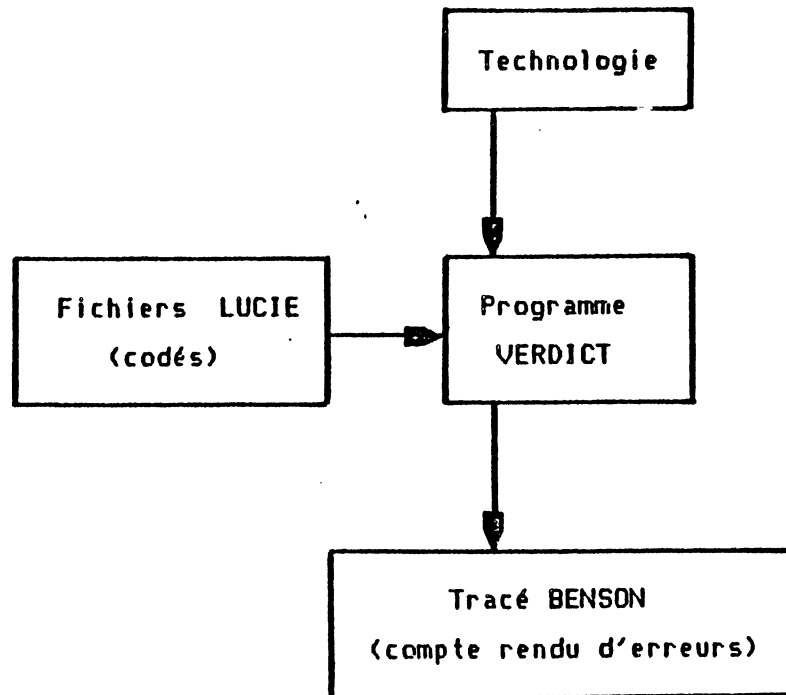 Technologie
Fichiers LUCIE
(codés)
Programme
VERDICT
Tracé BENSON
(compte rendu d'erreurs)